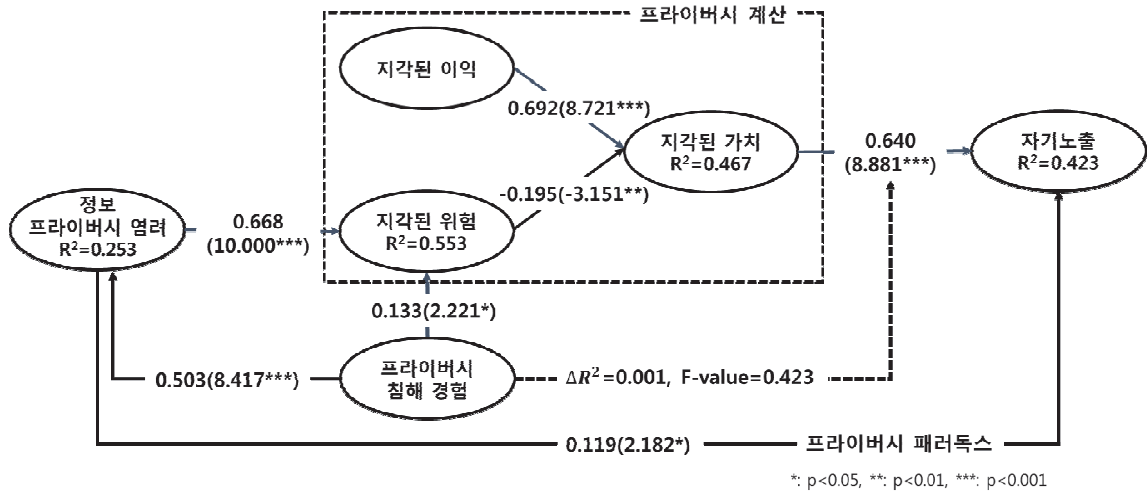 프라이버시 계산
지각된 이익
0.692(8.721***)
지각된 가치
R²=0.467
0.640
(8.881***)
자기노출
R²=0.423
-0.195(-3.151**)
정보
프라이버시 염려
R²=0.253
0.668
(10.000***)
지각된 위험
R²=0.553
0.133(2.221*)
프라이버시
침해 경험
0.503(8.417***)
ΔR²=0.001, F-value=0.423
0.119(2.182*)
프라이버시 패러독스
*: p<0.05, **: p<0.01, ***: p<0.001